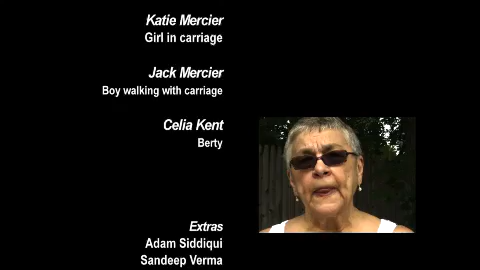 Katie Mercier
Girl in carriage
Jack Mercier
Boy walking with carriage
Celia Kent
Berty
Extras
Adam Siddiqui
Sandeep Verma